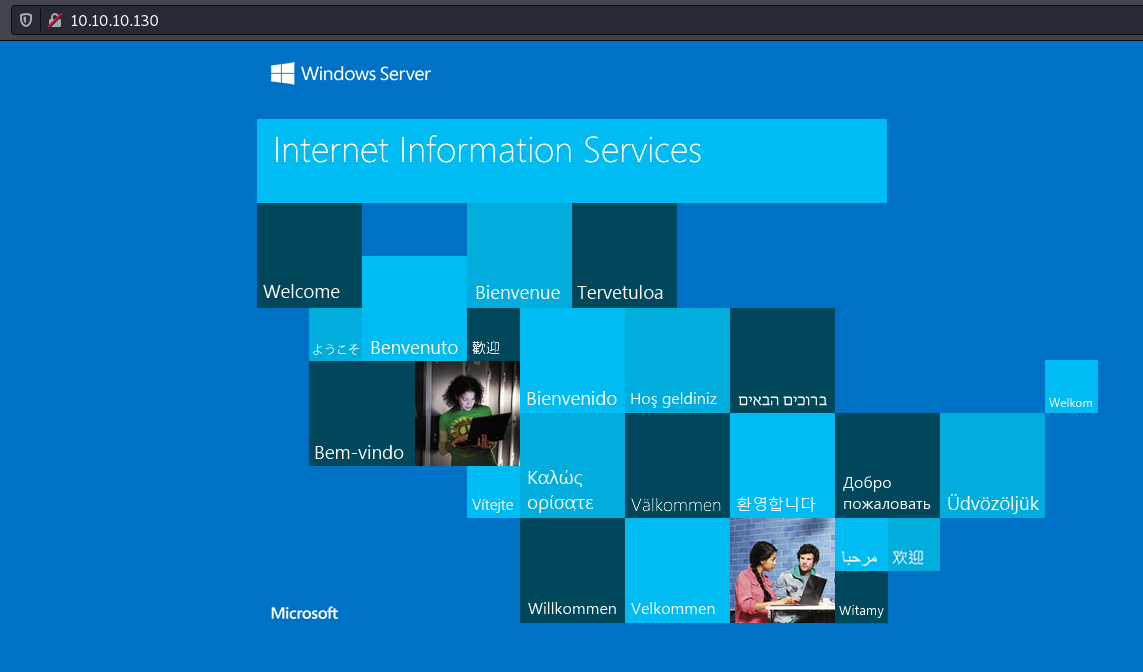 10.10.10.130
Windows Server
Internet Information Services
Welcome
Bienvenue
Tervetuloa
ようこそ
Benvenuto
歡迎
Bienvenido
Hoş geldiniz
ברוכים הבאים
Welkom
Bem-vindo
Vítejte
Καλώς
ορίσατε
Välkommen
환영합니다
Добро
пожаловать
Üdvözöljük
مرحبا
欢迎
Microsoft
Willkommen
Velkommen
Witamy